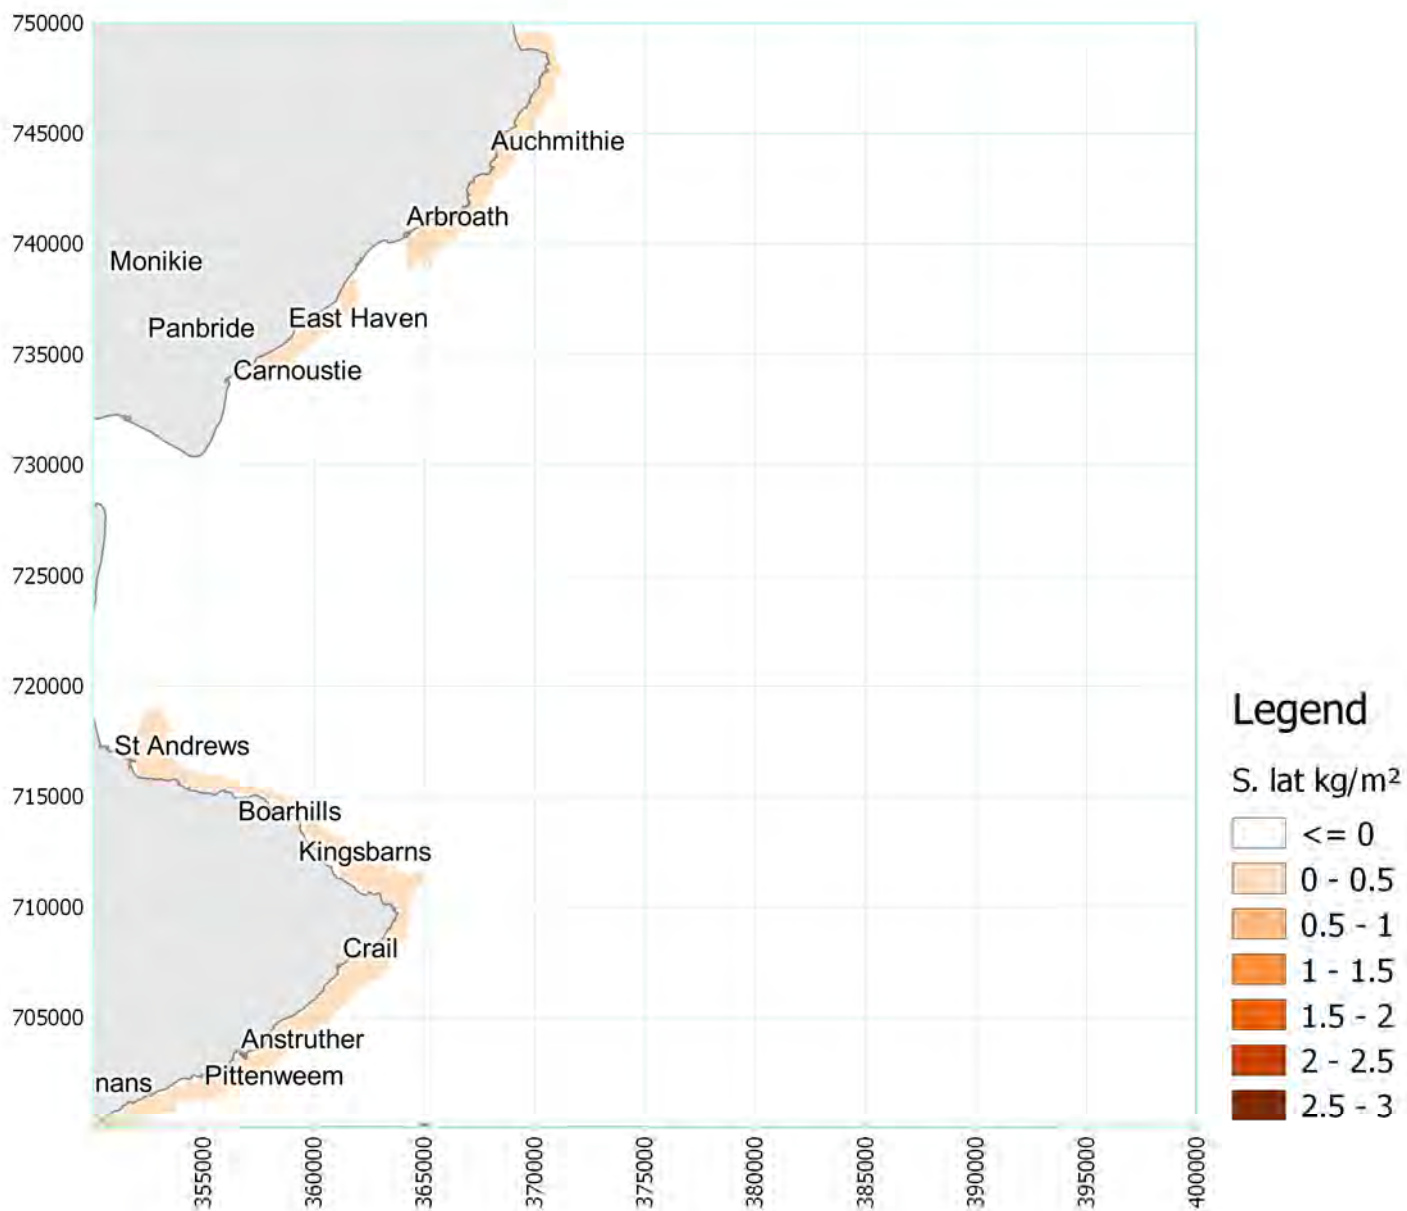 750000
745000
740000
735000
730000
725000
720000
715000
710000
705000
Auchmithie
Arbroath
Monikie
East Haven
Panbride
Carnoustie
St Andrews
Boarhills
Kingsbarns
Crail
Anstruther
Pittenweem
nans
355000
360000
365000
370000
375000
380000
385000
390000
395000
400000
Legend
S. lat kg/m²
<= 0
0 - 0.5
0.5 - 1
1 - 1.5
1.5 - 2
2 - 2.5
2.5 - 3